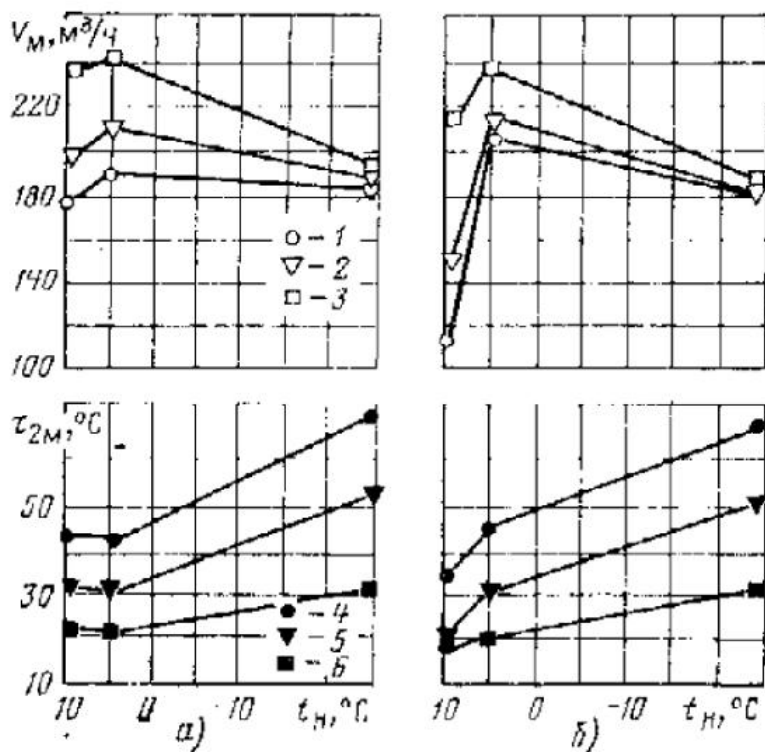 V_м, м³/ч
220
180
140
100
○ – 1
▽ – 2
□ – 3
τ_2м, °С
50
30
10
● – 4
▼ – 5
■ – 6
10 0 -10 t_н, °С
а)
10 0 -10 t_н, °С
б)